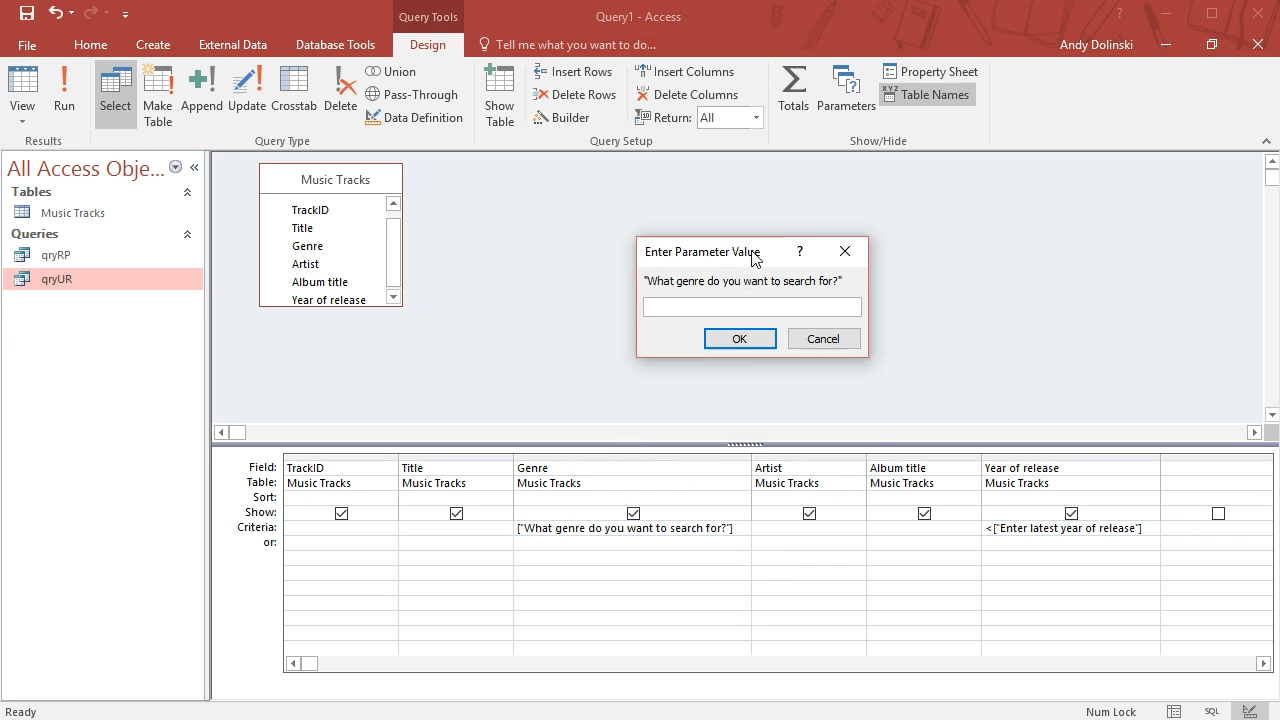 Query Tools
Query1 - Access
?
File
Home
Create
External Data
Database Tools
Design
Tell me what you want to do...
Andy Dolinski
View
Run
Results
Select
Make Table
Append
Update
Crosstab
Delete
Union
Pass-Through
Data Definition
Query Type
Show Table
Insert Rows
Delete Rows
Builder
Insert Columns
Delete Columns
Return: All
Query Setup
Totals
Parameters
Property Sheet
XYZ Table Names
Show/Hide
All Access Obje...
Tables
Music Tracks
Queries
qryRP
qryUR
Music Tracks
TrackID
Title
Genre
Artist
Album title
Year of release
Enter Parameter Value
?
"What genre do you want to search for?"
OK
Cancel
Field: TrackID Title Genre Artist Album title Year of release
Table: Music Tracks Music Tracks Music Tracks Music Tracks Music Tracks Music Tracks
Sort:
Show:
Criteria: ["What genre do you want to search for?"] <["Enter latest year of release"]
or:
Ready
Num Lock
SQL